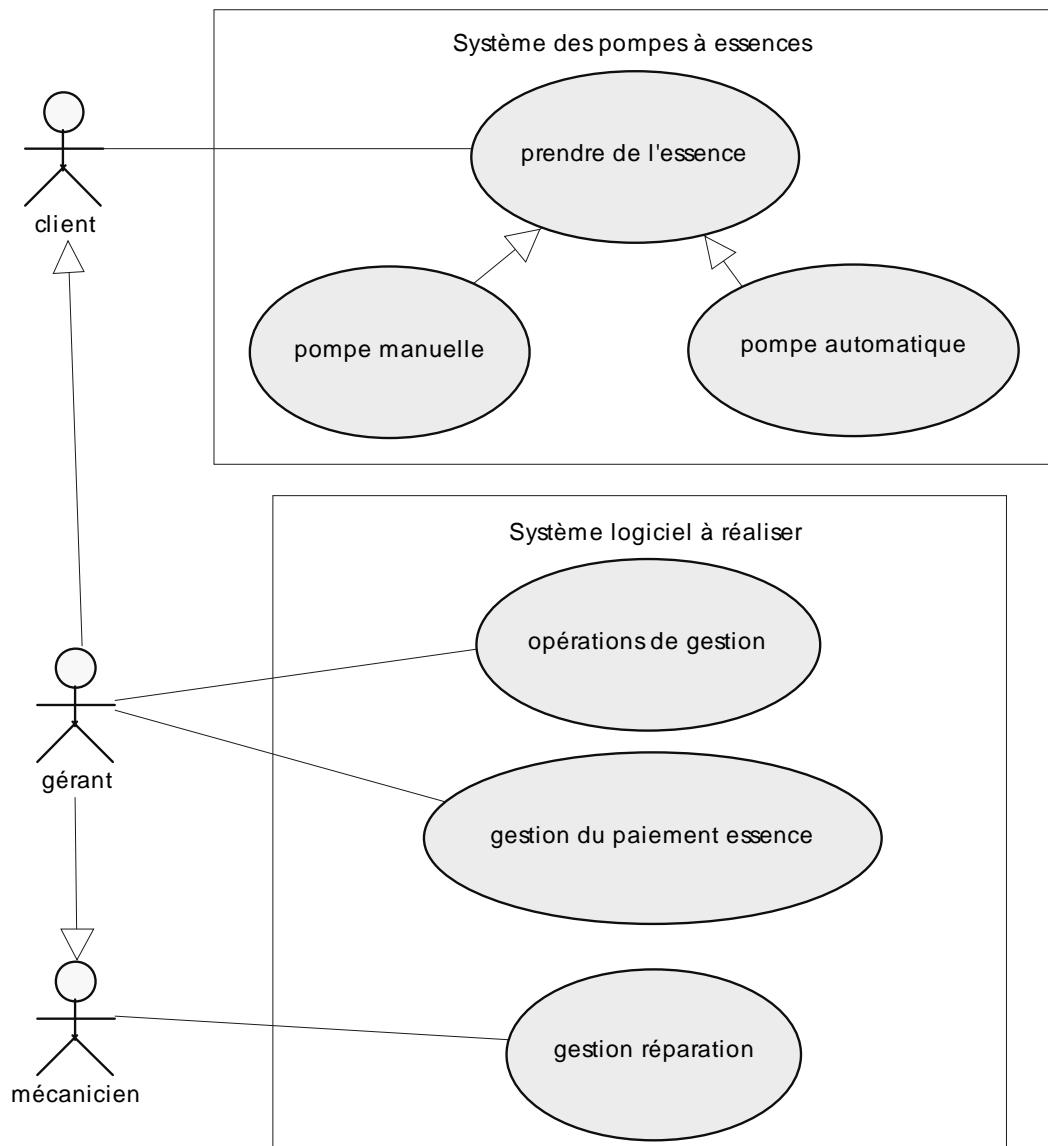 Système des pompes à essences
prendre de l'essence
client
pompe manuelle
pompe automatique
Système logiciel à réaliser
opérations de gestion
gérant
gestion du paiement essence
gestion réparation
mécanicien